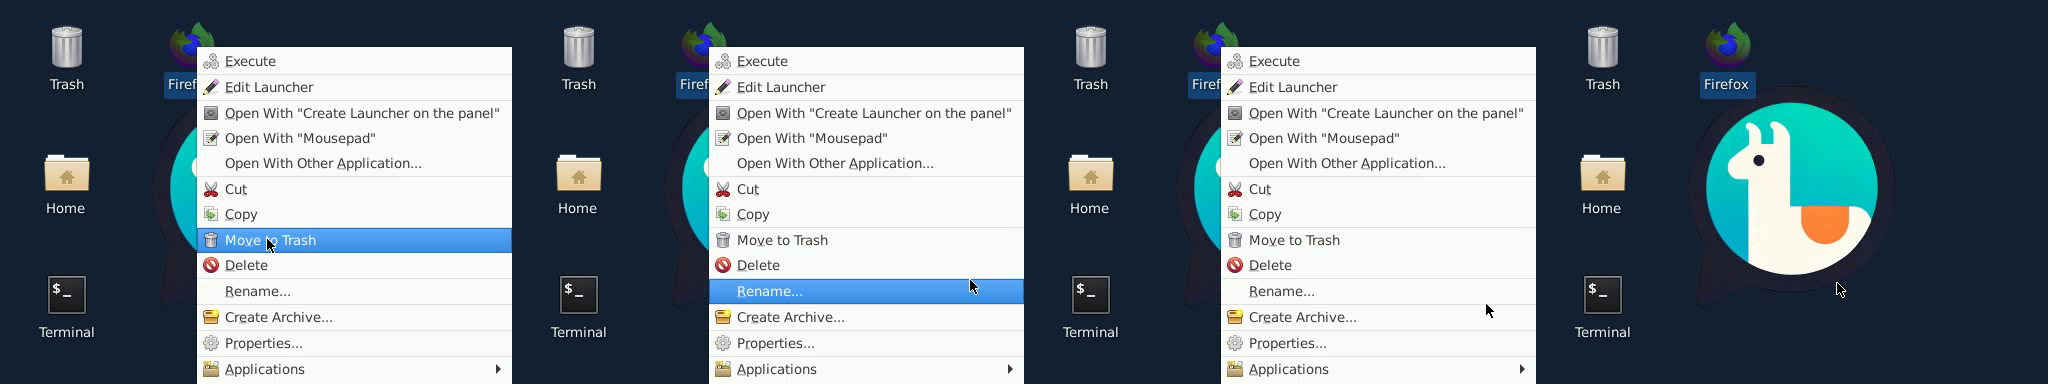 Trash
Firef
Execute
Edit Launcher
Open With "Create Launcher on the panel"
Open With "Mousepad"
Open With Other Application...
Cut
Copy
Move to Trash
Delete
Rename...
Create Archive...
Properties...
Applications
Home
$_
Terminal
Trash
Firef
Execute
Edit Launcher
Open With "Create Launcher on the panel"
Open With "Mousepad"
Open With Other Application...
Cut
Copy
Move to Trash
Delete
Rename...
Create Archive...
Properties...
Applications
Home
$_
Terminal
Trash
Firef
Execute
Edit Launcher
Open With "Create Launcher on the panel"
Open With "Mousepad"
Open With Other Application...
Cut
Copy
Move to Trash
Delete
Rename...
Create Archive...
Properties...
Applications
Home
$_
Terminal
Trash
Firefox
Home
$_
Terminal